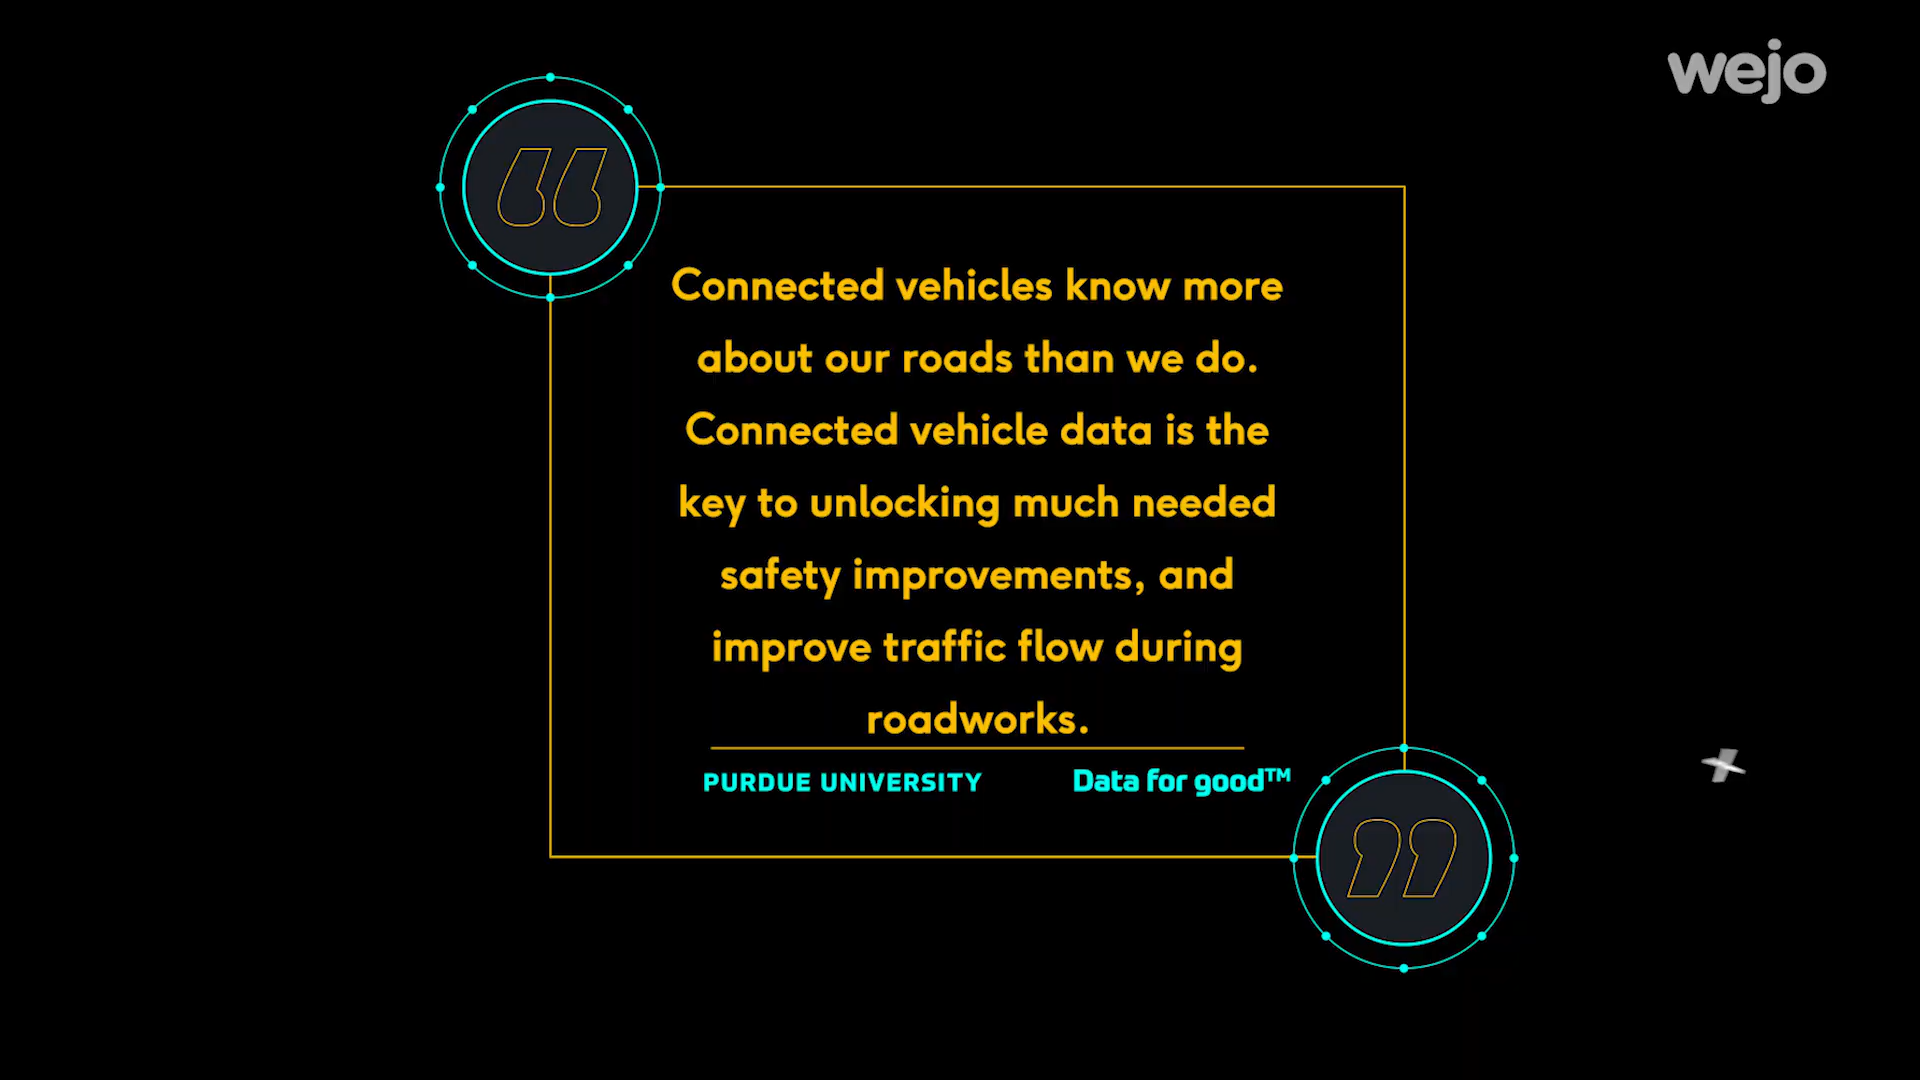 wejo
“
Connected vehicles know more
about our roads than we do.
Connected vehicle data is the
key to unlocking much needed
safety improvements, and
improve traffic flow during
roadworks.
PURDUE UNIVERSITY
Data for good™
”